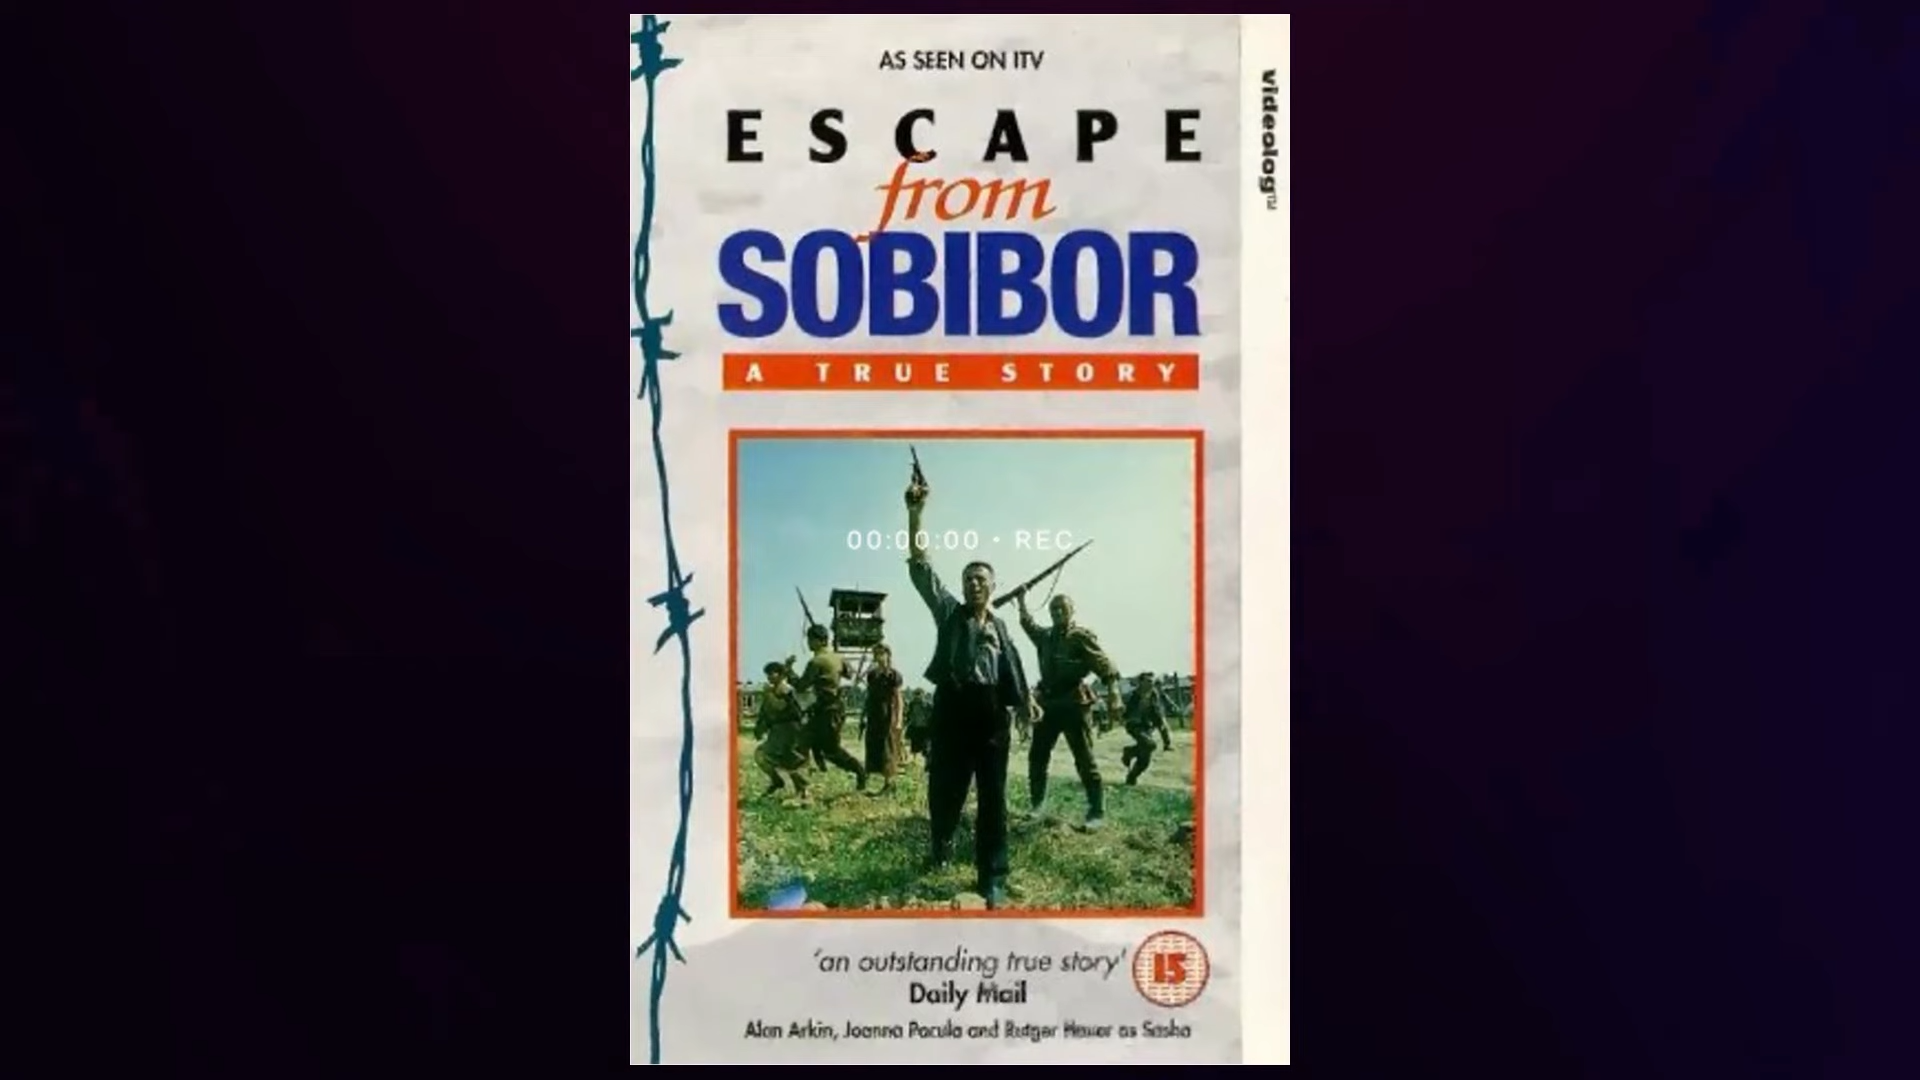 AS SEEN ON ITV
ESCAPE
from
SOBIBOR
A TRUE STORY
videolog™
00:00:00 • REC
'an outstanding true story'
Daily Mail
15
Alan Arkin, Joanna Pacula and Rutger Hauer as Sasha